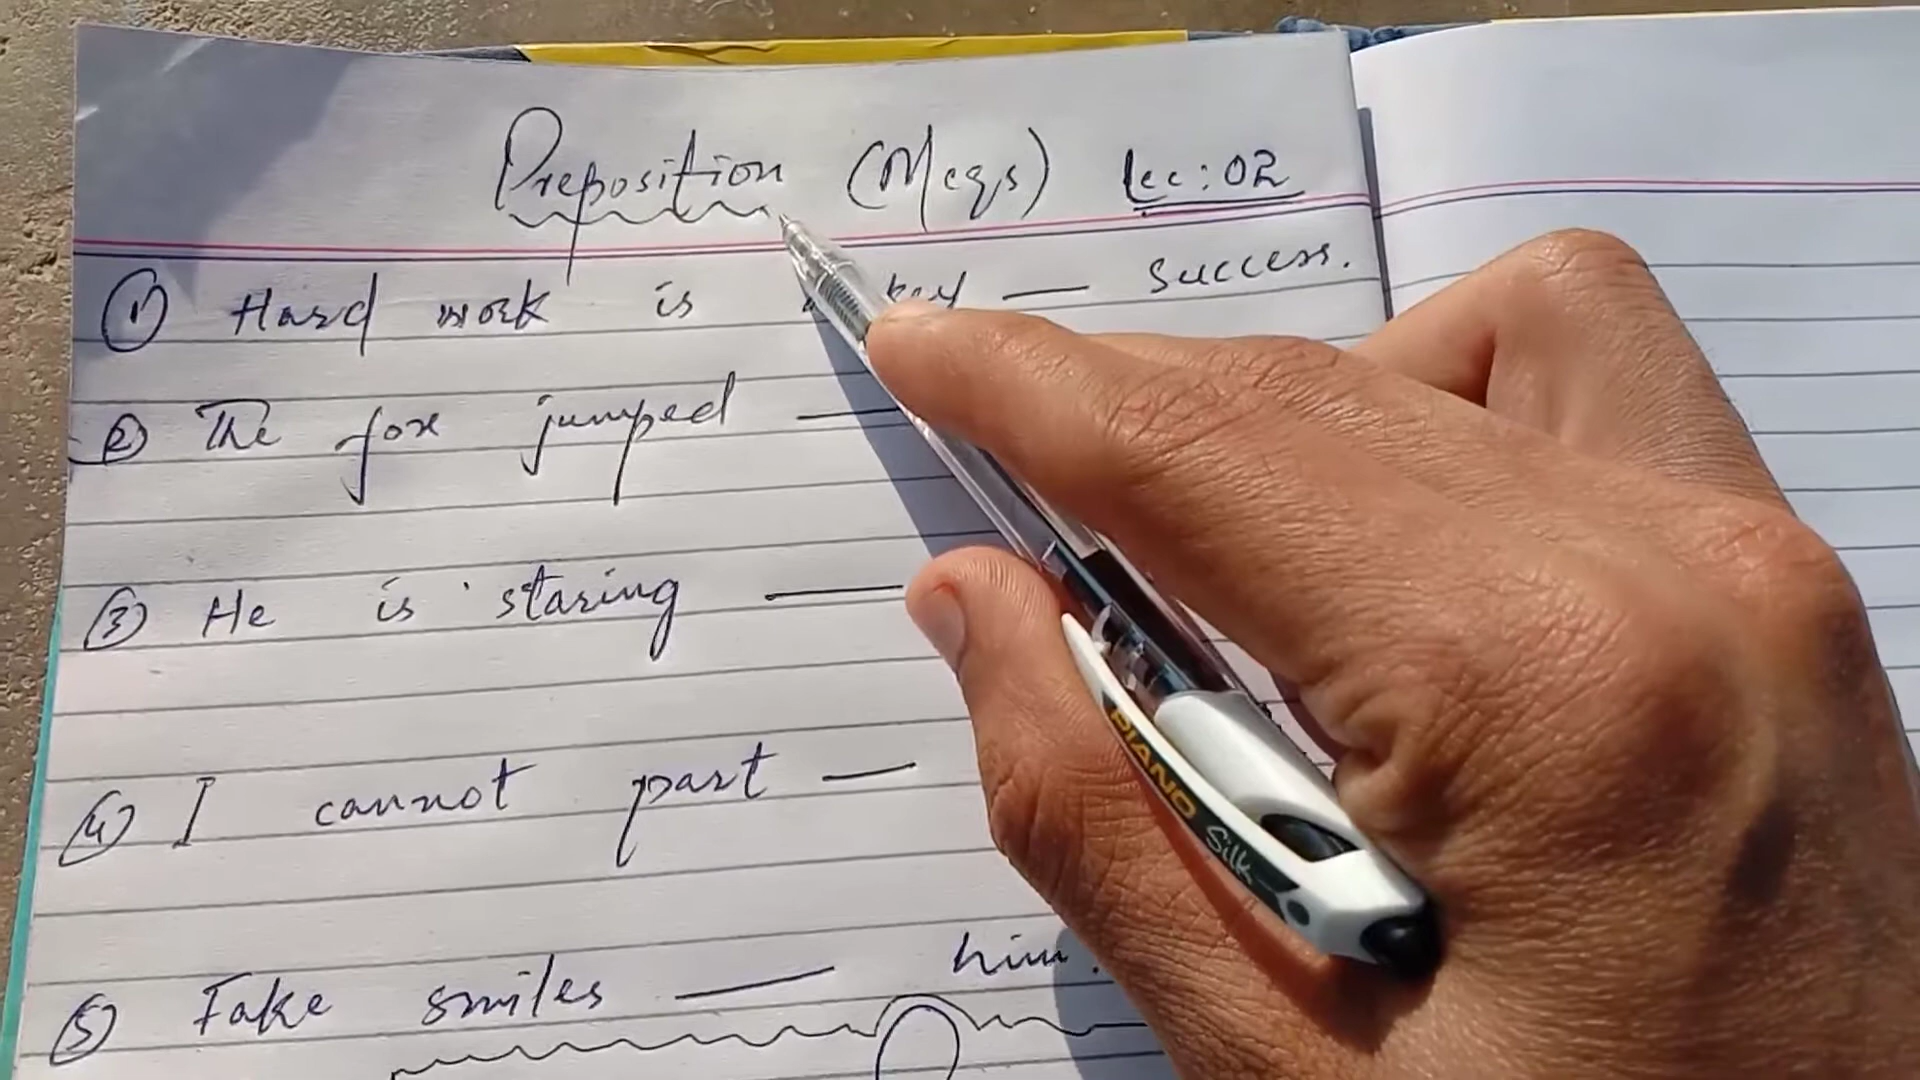 Preposition (Mcqs) Lec:02
① Hard work is a key — success.
② The fox jumped —
③ He is staring —
④ I cannot part —
⑤ Fake smiles — him.
PIANO Silk